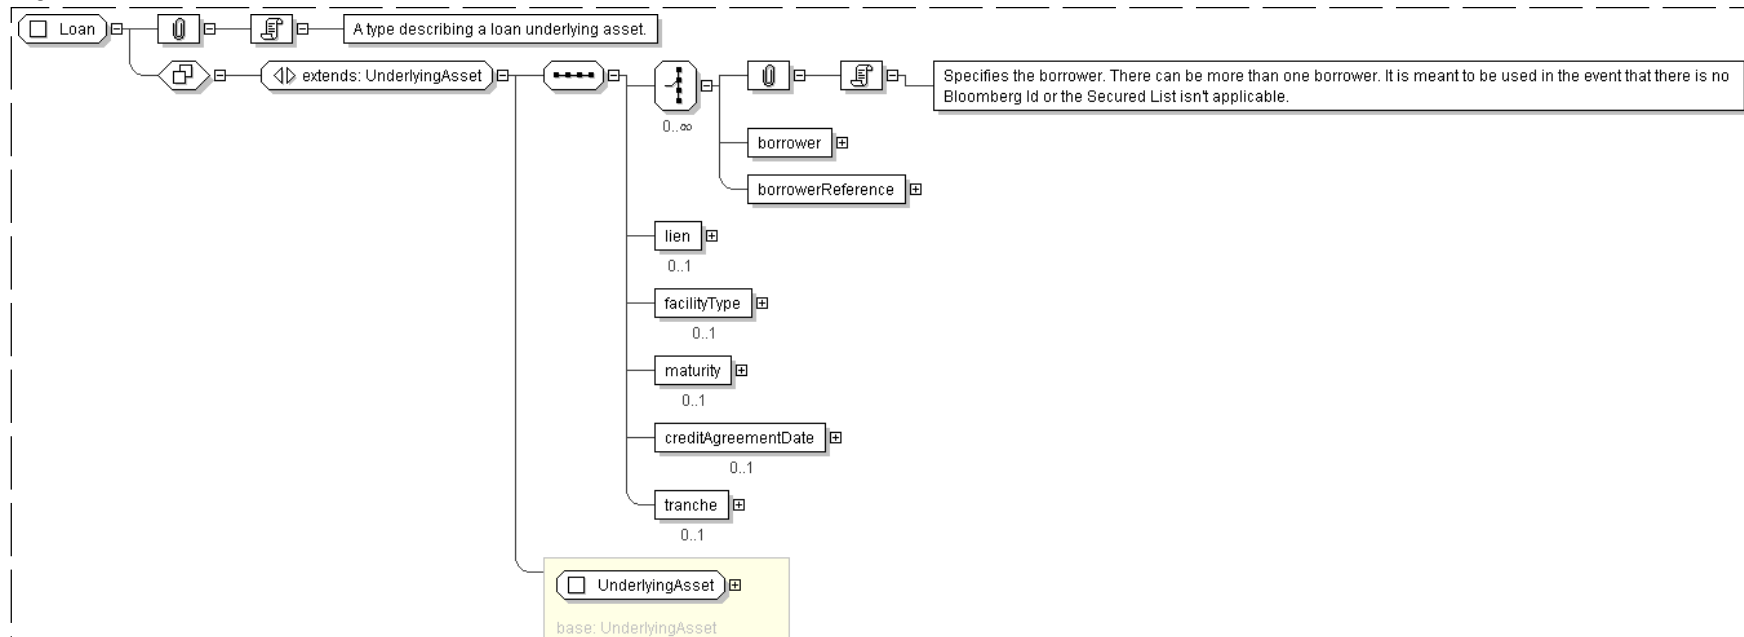 Loan
A type describing a loan underlying asset.
extends: UnderlyingAsset
Specifies the borrower. There can be more than one borrower. It is meant to be used in the event that there is no
Bloomberg Id or the Secured List isn't applicable.
0..∞
borrower
borrowerReference
lien
0..1
facilityType
0..1
maturity
0..1
creditAgreementDate
0..1
tranche
0..1
UnderlyingAsset
base: UnderlyingAsset